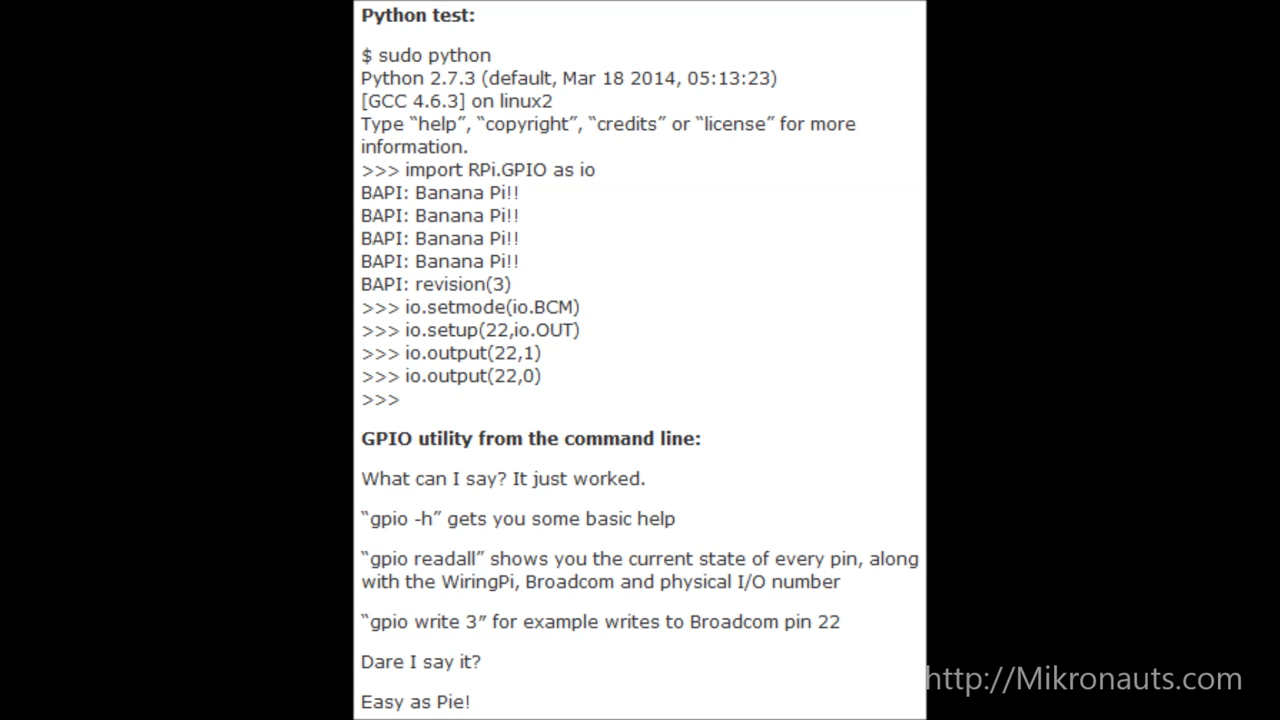 Python test:
$ sudo python
Python 2.7.3 (default, Mar 18 2014, 05:13:23)
[GCC 4.6.3] on linux2
Type “help”, “copyright”, “credits” or “license” for more
information.
>>> import RPi.GPIO as io
BAPI: Banana Pi!!
BAPI: Banana Pi!!
BAPI: Banana Pi!!
BAPI: Banana Pi!!
BAPI: revision(3)
>>> io.setmode(io.BCM)
>>> io.setup(22,io.OUT)
>>> io.output(22,1)
>>> io.output(22,0)
>>>
GPIO utility from the command line:
What can I say? It just worked.
“gpio -h” gets you some basic help
“gpio readall” shows you the current state of every pin, along
with the WiringPi, Broadcom and physical I/O number
“gpio write 3″ for example writes to Broadcom pin 22
Dare I say it?
Easy as Pie!
http://Mikronauts.com